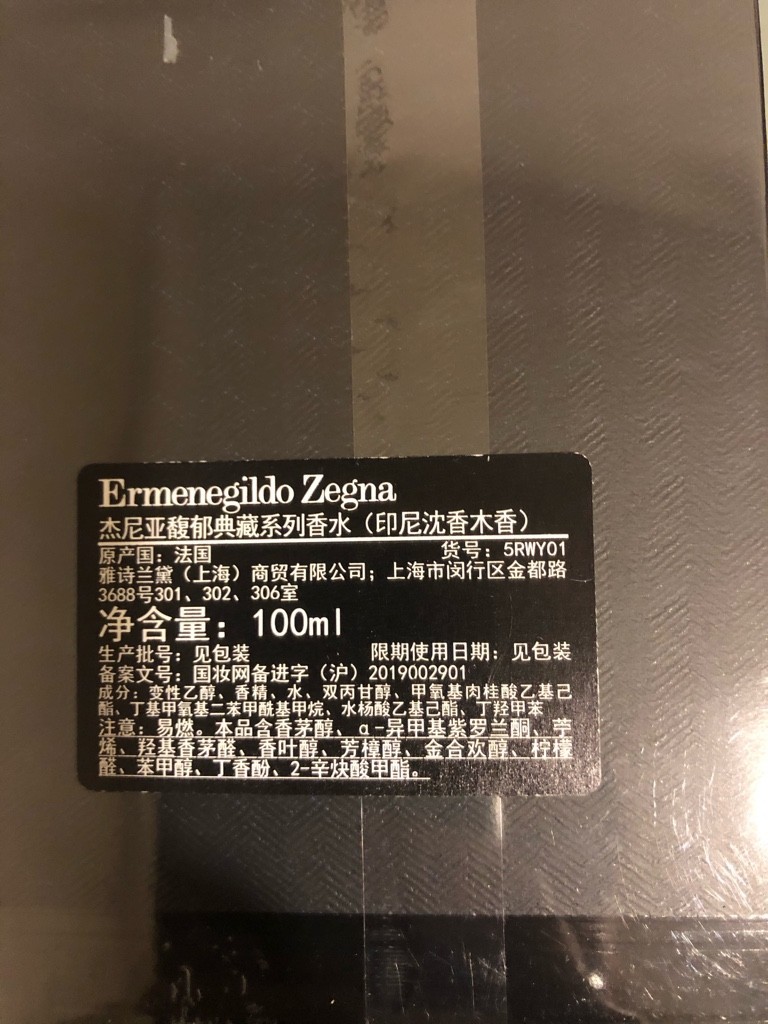 Ermenegildo Zegna
杰尼亚馥郁典藏系列香水（印尼沈香木香）
原产国：法国 货号：5RWY01
雅诗兰黛（上海）商贸有限公司；上海市闵行区金都路
3688号301、302、306室
净含量：100ml
生产批号：见包装 限期使用日期：见包装
备案文号：国妆网备进字（沪）2019002901
成分：变性乙醇、香精、水、双丙甘醇、甲氧基肉桂酸乙基己
酯、丁基甲氧基二苯甲酰基甲烷、水杨酸乙基己酯、丁羟甲苯
注意：易燃。本品含香茅醇、α-异甲基紫罗兰酮、苧
烯、羟基香茅醛、香叶醇、芳樟醇、金合欢醇、柠檬
醛、苯甲醇、丁香酚、2-辛炔酸甲酯。